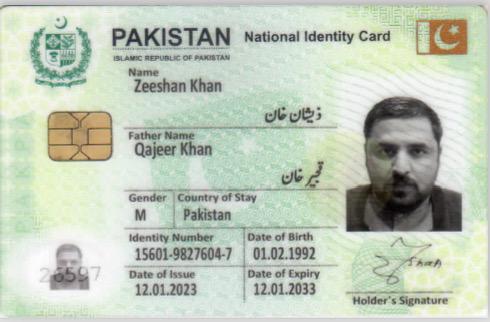 PAKISTAN National Identity Card
ISLAMIC REPUBLIC OF PAKISTAN
Name
Zeeshan Khan
ذیشان خان
Father Name
Qajeer Khan
خان
Gender Country of Stay
M Pakistan
Identity Number Date of Birth
15601-9827604-7 01.02.1992
Date of Issue Date of Expiry
12.01.2023 12.01.2033
26597
Holder's Signature